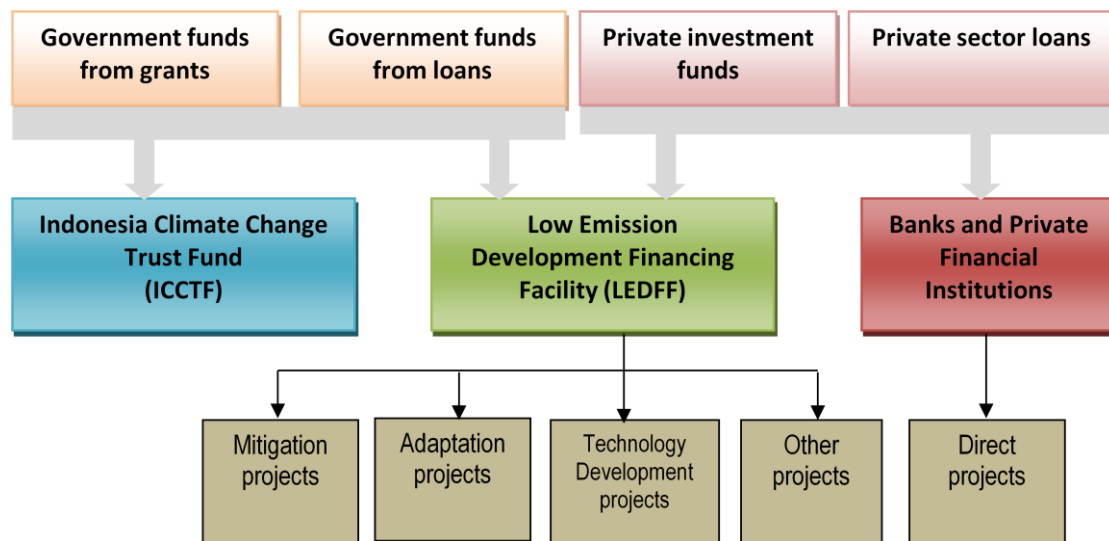 Government funds
from grants
Government funds
from loans
Private investment
funds
Private sector loans
Indonesia Climate Change
Trust Fund
(ICCTF)
Low Emission
Development Financing
Facility (LEDFF)
Banks and Private
Financial
Institutions
Mitigation
projects
Adaptation
projects
Technology
Development
projects
Other
projects
Direct
projects